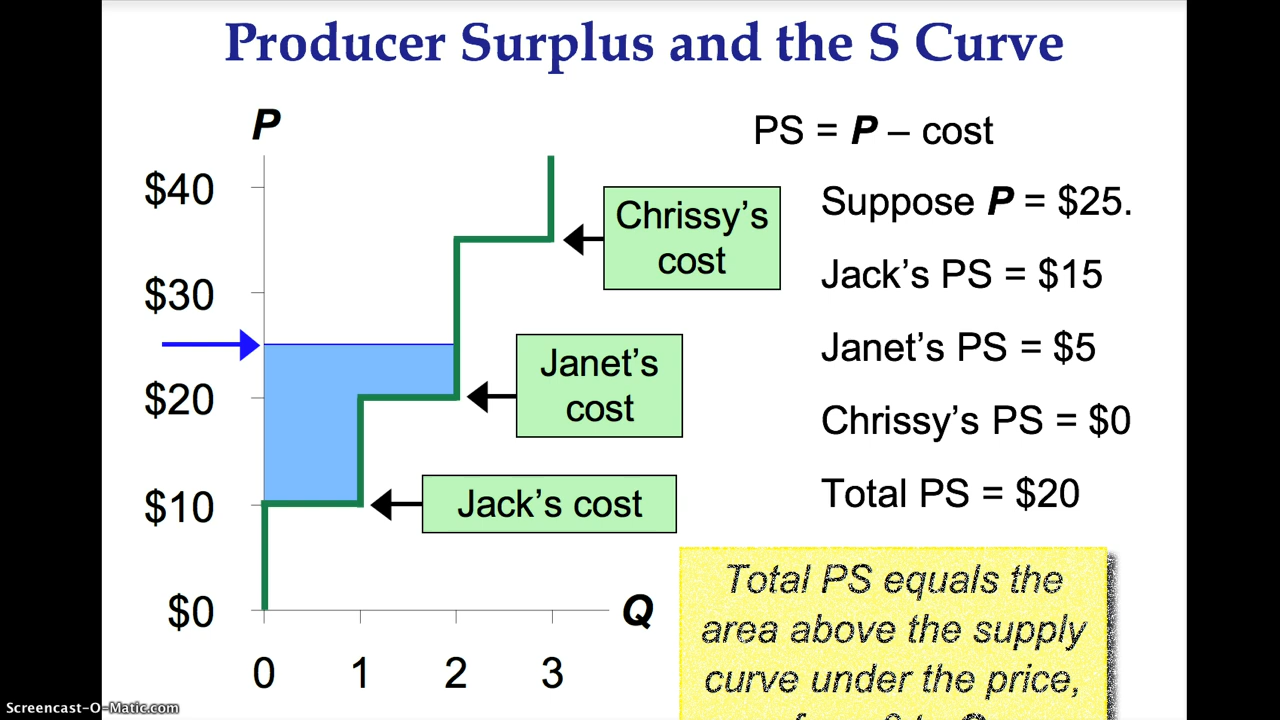 Producer Surplus and the S Curve
P
$40
$30
$20
$10
$0
0 1 2 3
Q
Chrissy’s
cost
Janet’s
cost
Jack’s cost
PS = P – cost
Suppose P = $25.
Jack’s PS = $15
Janet’s PS = $5
Chrissy’s PS = $0
Total PS = $20
Total PS equals the
area above the supply
curve under the price,
Screencast-O-Matic.com